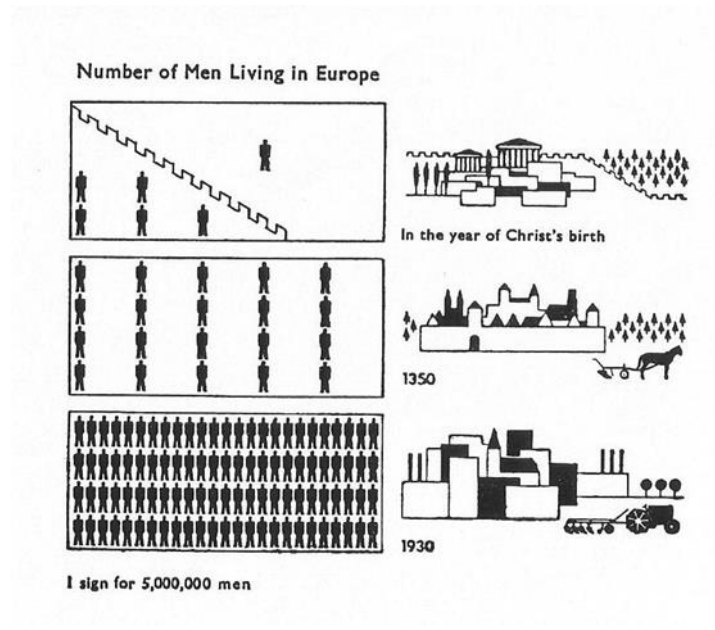 Number of Men Living in Europe
In the year of Christ's birth
1350
1930
1 sign for 5,000,000 men